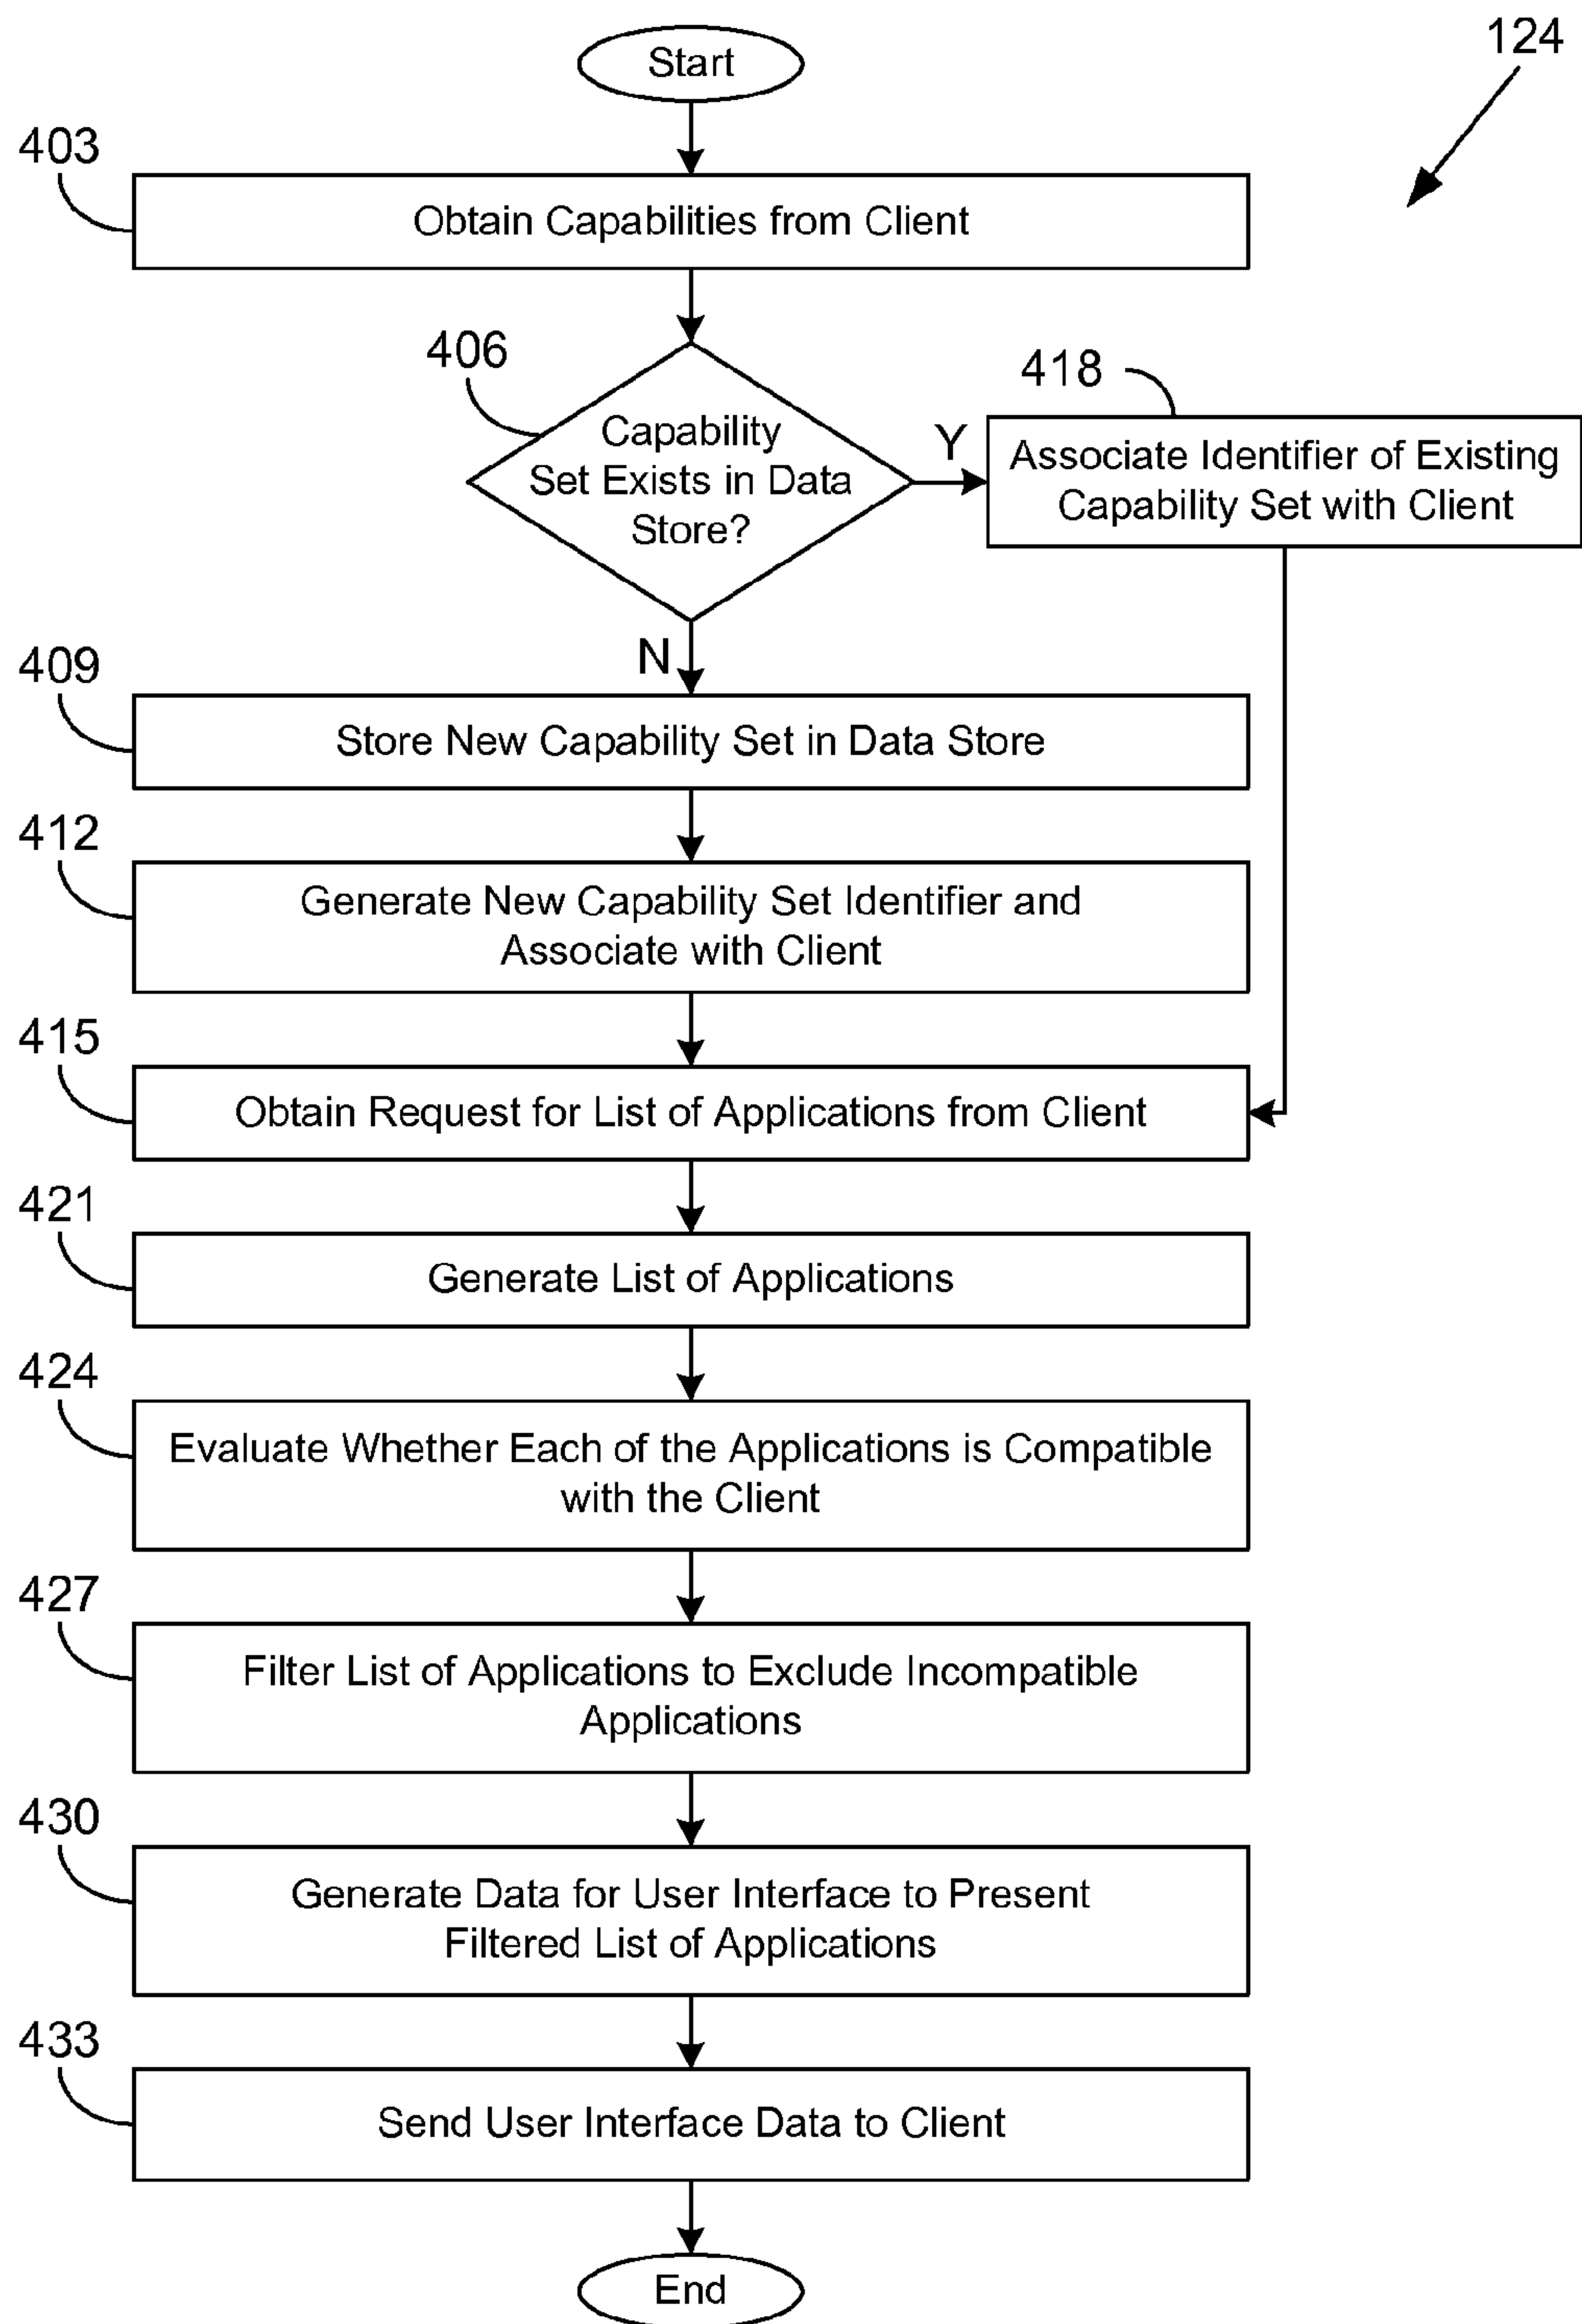 Start
124
403
Obtain Capabilities from Client
406
Capability
Set Exists in Data
Store?
Y
418
Associate Identifier of Existing
Capability Set with Client
N
409
Store New Capability Set in Data Store
412
Generate New Capability Set Identifier and
Associate with Client
415
Obtain Request for List of Applications from Client
421
Generate List of Applications
424
Evaluate Whether Each of the Applications is Compatible
with the Client
427
Filter List of Applications to Exclude Incompatible
Applications
430
Generate Data for User Interface to Present
Filtered List of Applications
433
Send User Interface Data to Client
End